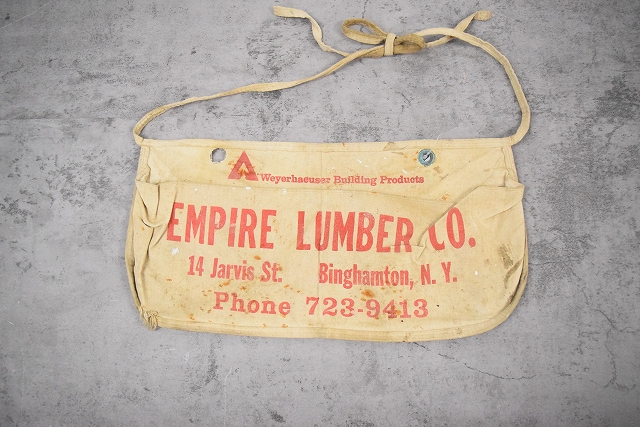 Weyerhaeuser Building Products
EMPIRE LUMBER CO.
14 Jarvis St. Binghamton, N. Y.
Phone 723-9413